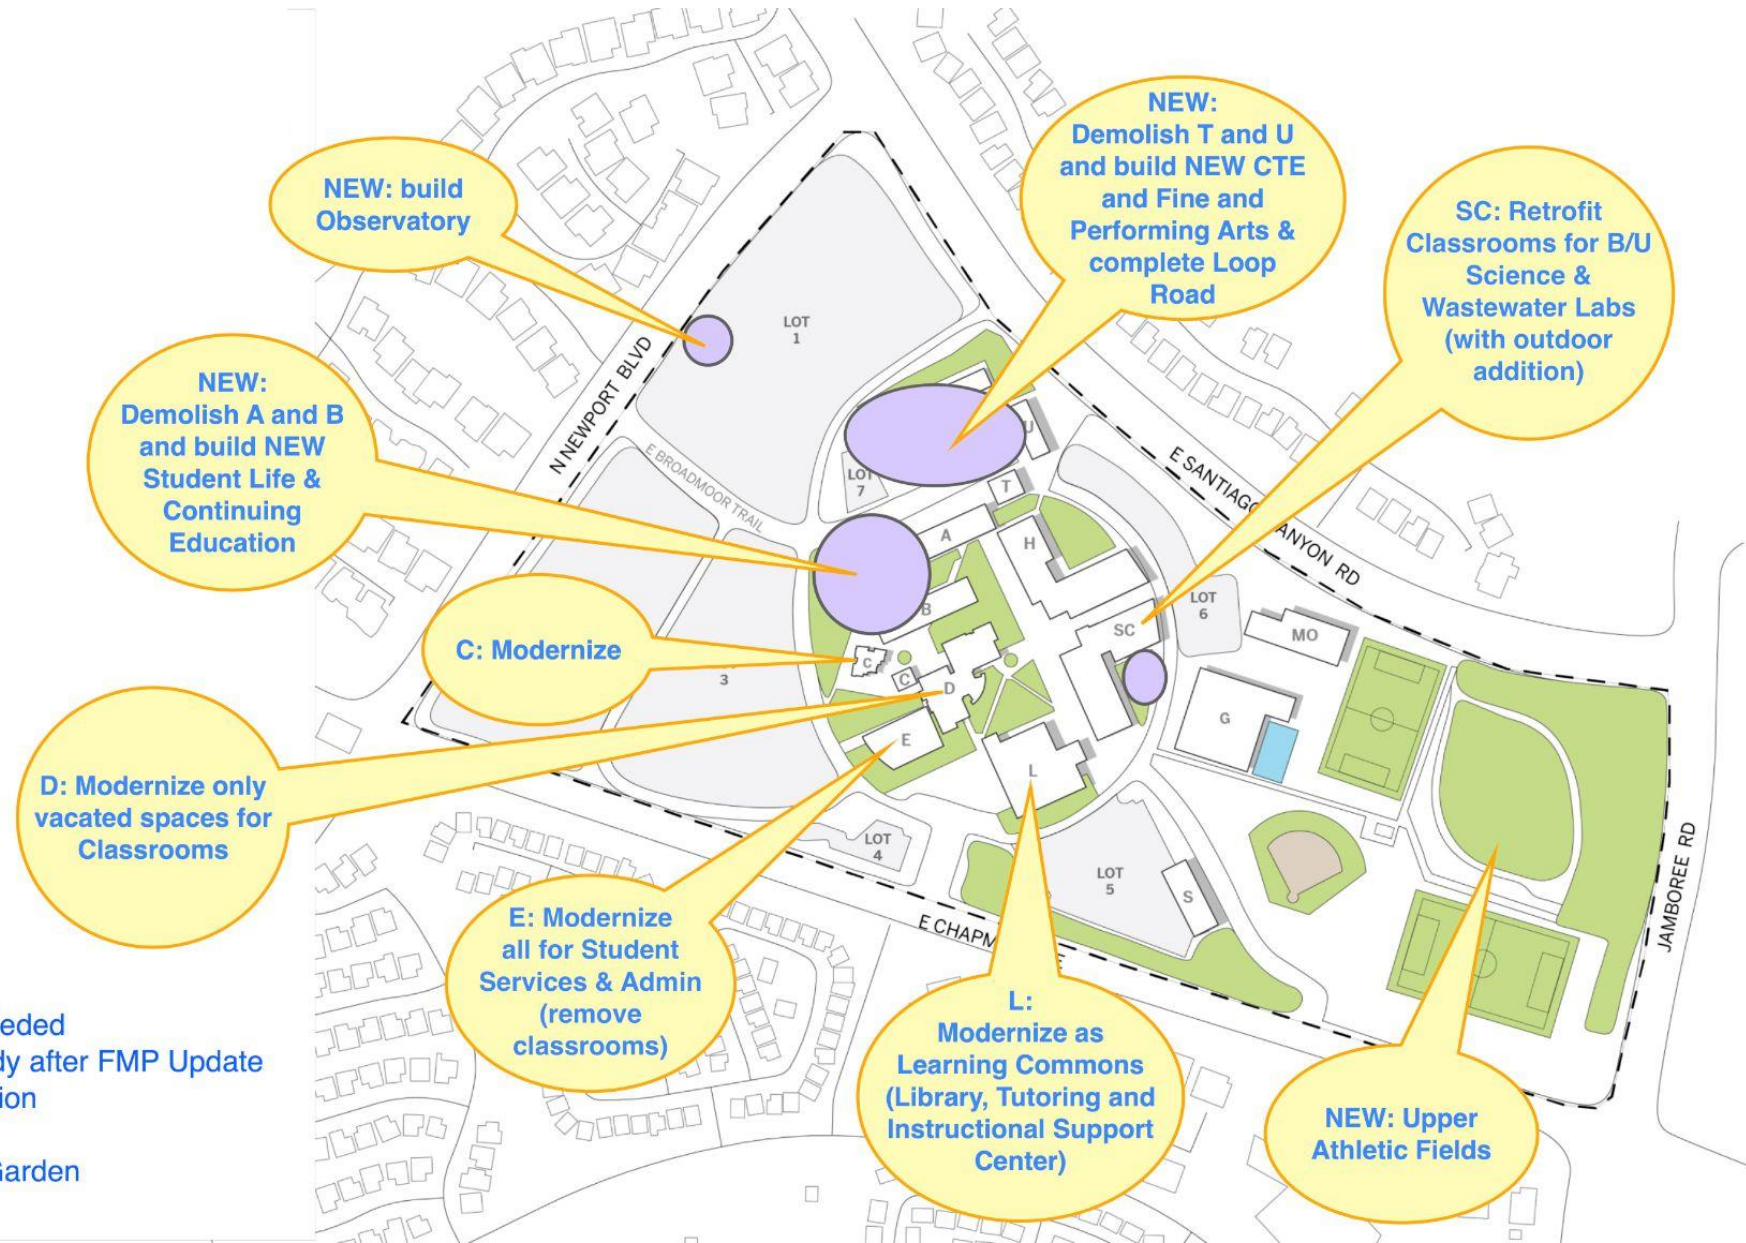 NEW: build
Observatory
NEW:
Demolish T and U
and build NEW CTE
and Fine and
Performing Arts &
complete Loop
Road
SC: Retrofit
Classrooms for B/U
Science &
Wastewater Labs
(with outdoor
addition)
NEW:
Demolish A and B
and build NEW
Student Life &
Continuing
Education
C: Modernize
D: Modernize only
vacated spaces for
Classrooms
E: Modernize
all for Student
Services & Admin
(remove
classrooms)
L:
Modernize as
Learning Commons
(Library, Tutoring and
Instructional Support
Center)
NEW: Upper
Athletic Fields
N NEWPORT BLVD
E BROADMOOR TRAIL
E SANTIAGO
ANYON RD
E CHAPM
JAMBOREE RD
LOT
1
LOT
7
U
T
A
H
B
SC
LOT
6
MO
C
C
D
3
E
G
L
LOT
4
LOT
5
S
eded
dy after FMP Update
ion
Garden